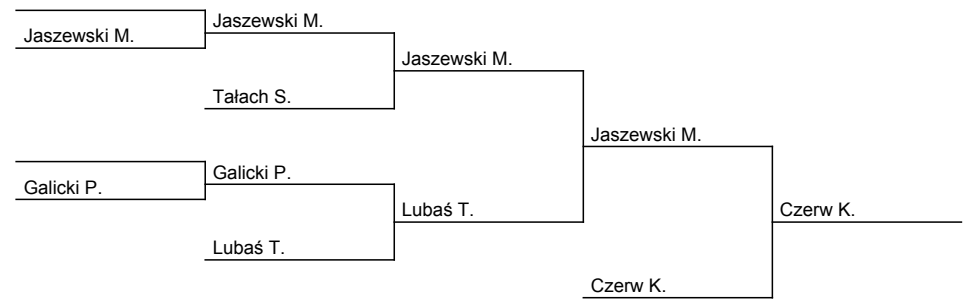 Jaszewski M.
Jaszewski M.
Jaszewski M.
Tałach S.
Jaszewski M.
Galicki P.
Galicki P.
Lubaś T.
Czerw K.
Lubaś T.
Czerw K.